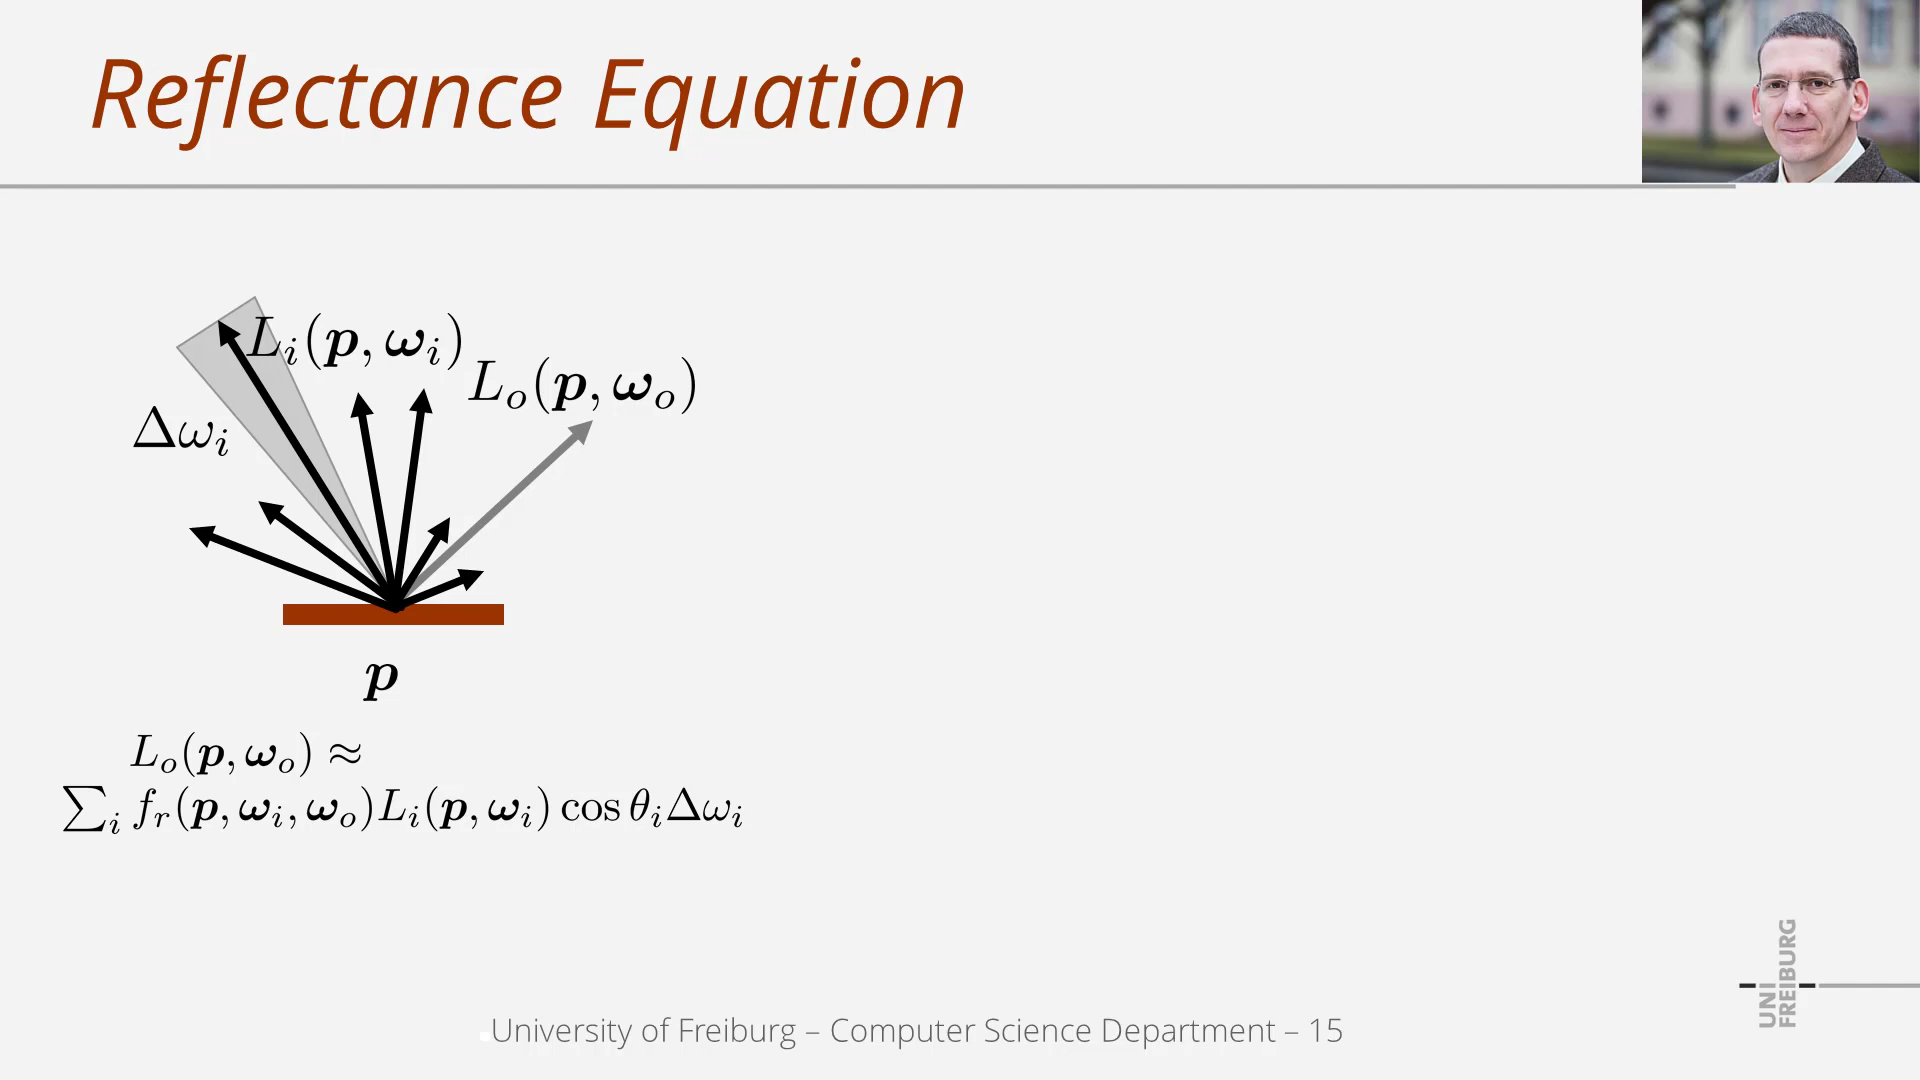 Reflectance Equation
L_i(p, ω_i)
L_o(p, ω_o)
Δω_i
p
L_o(p, ω_o) ≈
∑_i f_r(p, ω_i, ω_o)L_i(p, ω_i) cos θ_i Δω_i
UNI
FREIBURG
University of Freiburg – Computer Science Department – 15